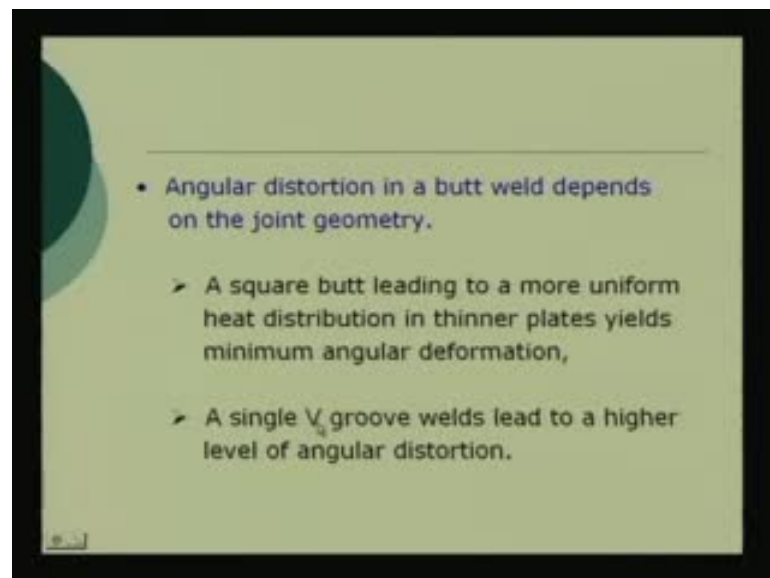 • Angular distortion in a butt weld depends
on the joint geometry.
➢ A square butt leading to a more uniform
heat distribution in thinner plates yields
minimum angular deformation,
➢ A single V groove welds lead to a higher
level of angular distortion.